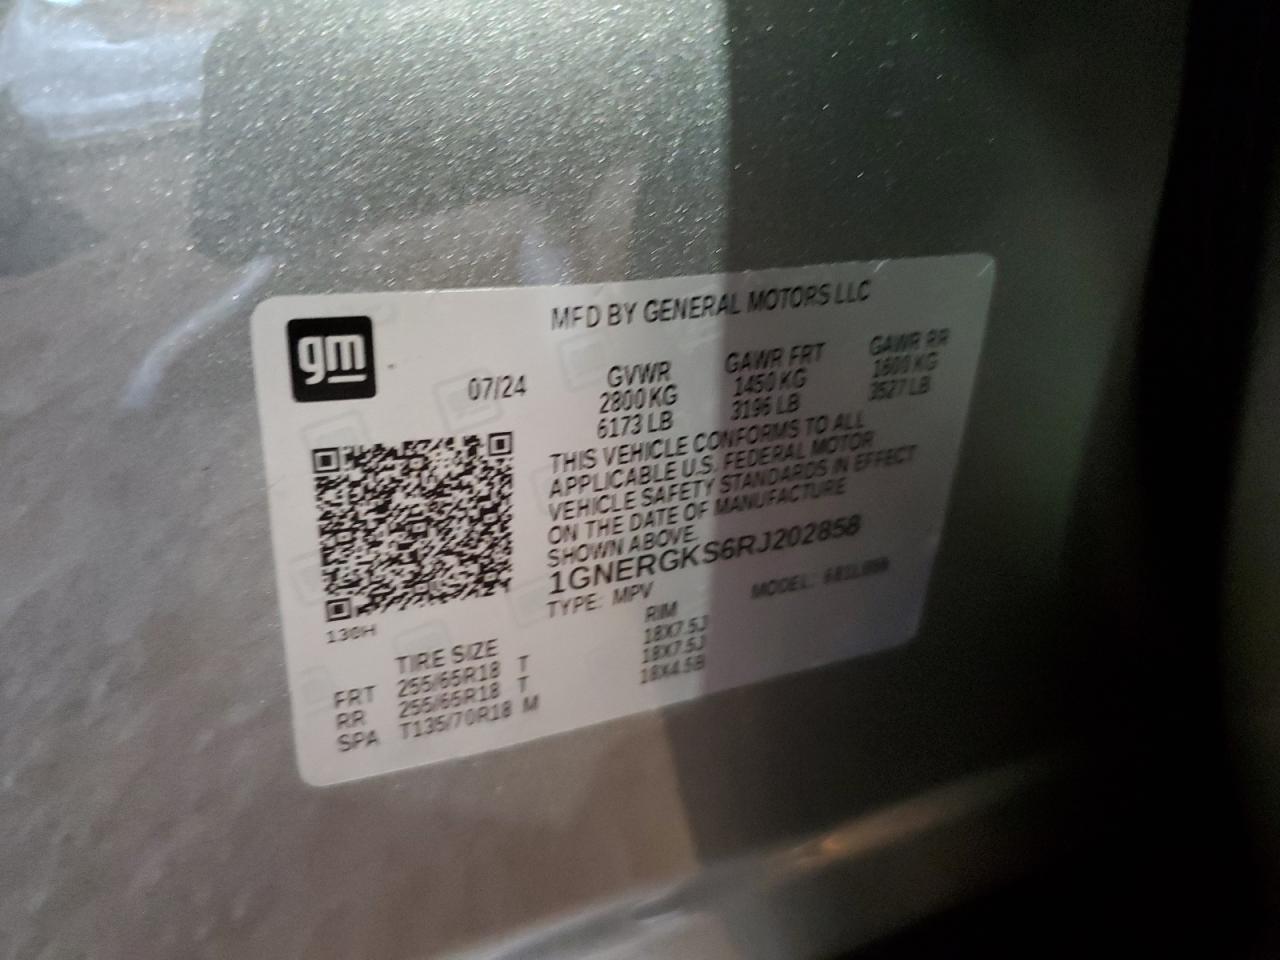 gm
MFD BY GENERAL MOTORS LLC
07/24
GVWR GAWR FRT GAWR RR
2800 KG 1450 KG 1600 KG
6173 LB 3196 LB 3527 LB
THIS VEHICLE CONFORMS TO ALL
APPLICABLE U.S. FEDERAL MOTOR
VEHICLE SAFETY STANDARDS IN EFFECT
ON THE DATE OF MANUFACTURE
SHOWN ABOVE.
1GNERGKS6RJ202858
TYPE: MPV MODEL:
130H
TIRE SIZE RIM
FRT 255/65R18 T 18X7.5J
RR 255/65R18 T 18X7.5J
SPA T135/70R18 M 18X4.5B